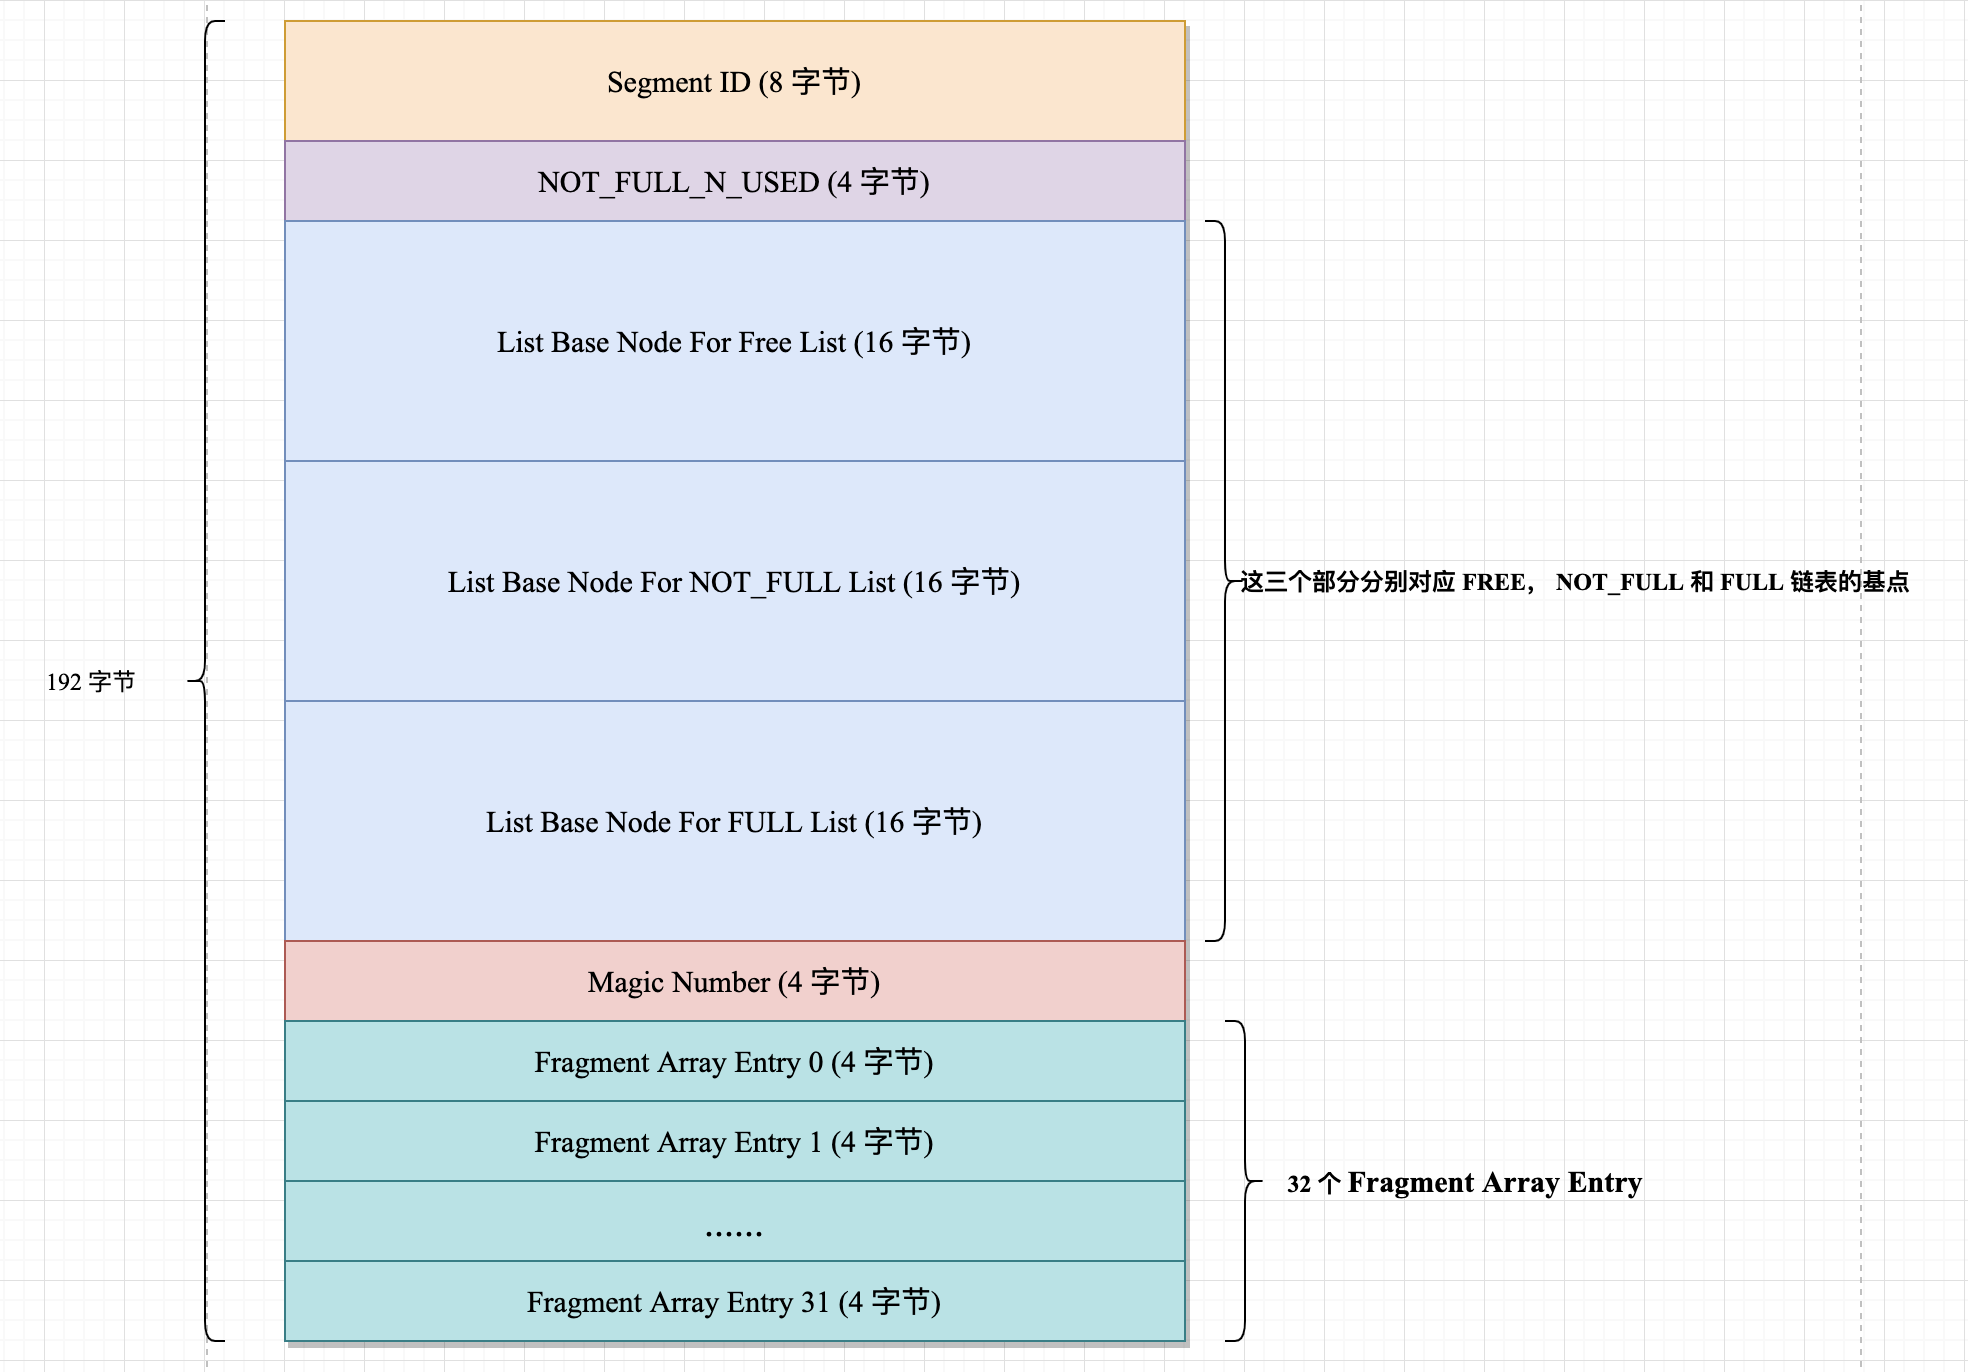 Segment ID (8 字节)
NOT_FULL_N_USED (4 字节)
List Base Node For Free List (16 字节)
List Base Node For NOT_FULL List (16 字节)
这三个部分分别对应 FREE， NOT_FULL 和 FULL 链表的基点
192 字节
List Base Node For FULL List (16 字节)
Magic Number (4 字节)
Fragment Array Entry 0 (4 字节)
Fragment Array Entry 1 (4 字节)
32 个 Fragment Array Entry
......
Fragment Array Entry 31 (4 字节)